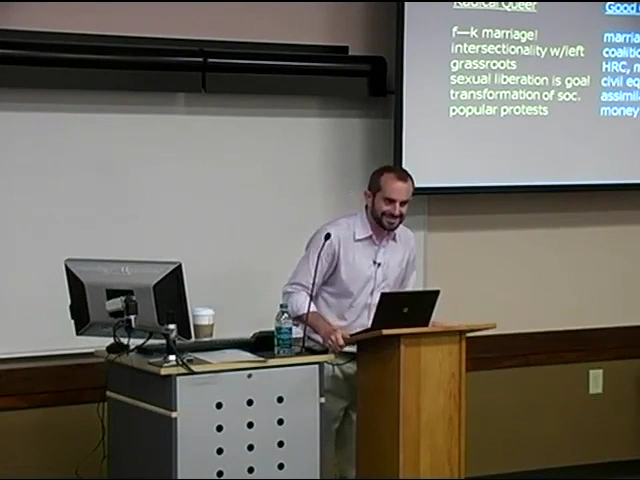 Radical Queer
Good
f—k marriage!
intersectionality w/left
grassroots
sexual liberation is goal
transformation of soc.
popular protests
marria
coalitio
HRC, m
civil eq
assimila
money